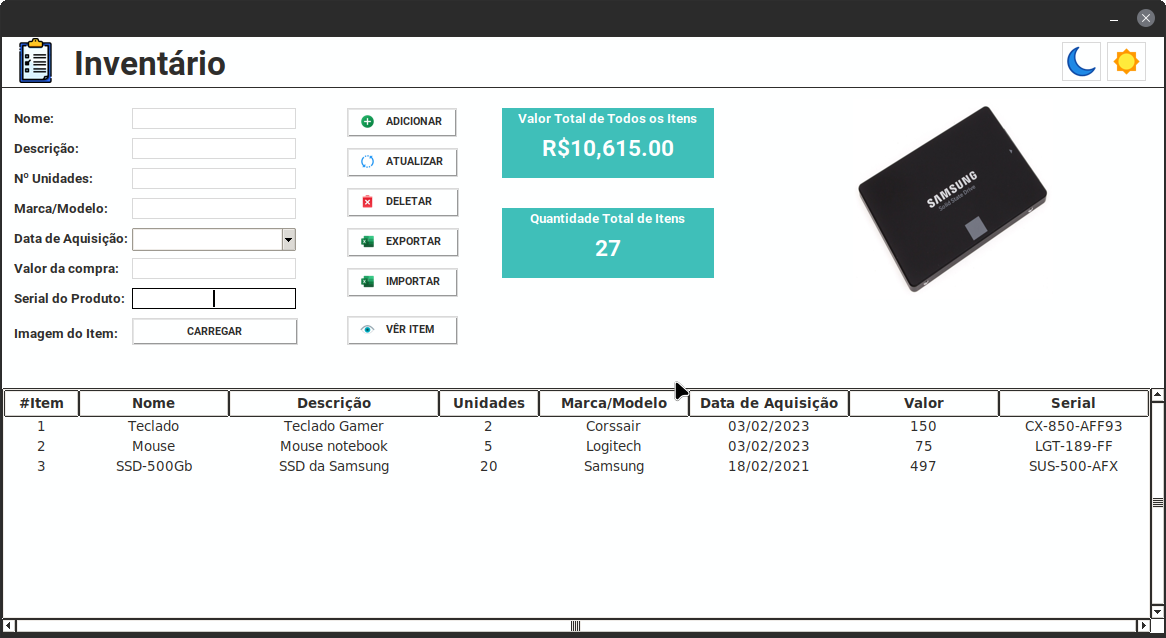 Inventário
Nome:
Descrição:
Nº Unidades:
Marca/Modelo:
Data de Aquisição:
Valor da compra:
Serial do Produto:
Imagem do Item:
CARREGAR
ADICIONAR
ATUALIZAR
DELETAR
EXPORTAR
IMPORTAR
VÊR ITEM
Valor Total de Todos os Itens
R$10,615.00
Quantidade Total de Itens
27
SAMSUNG
Solid State Drive
#Item Nome Descrição Unidades Marca/Modelo Data de Aquisição Valor Serial
1 Teclado Teclado Gamer 2 Corssair 03/02/2023 150 CX-850-AFF93
2 Mouse Mouse notebook 5 Logitech 03/02/2023 75 LGT-189-FF
3 SSD-500Gb SSD da Samsung 20 Samsung 18/02/2021 497 SUS-500-AFX